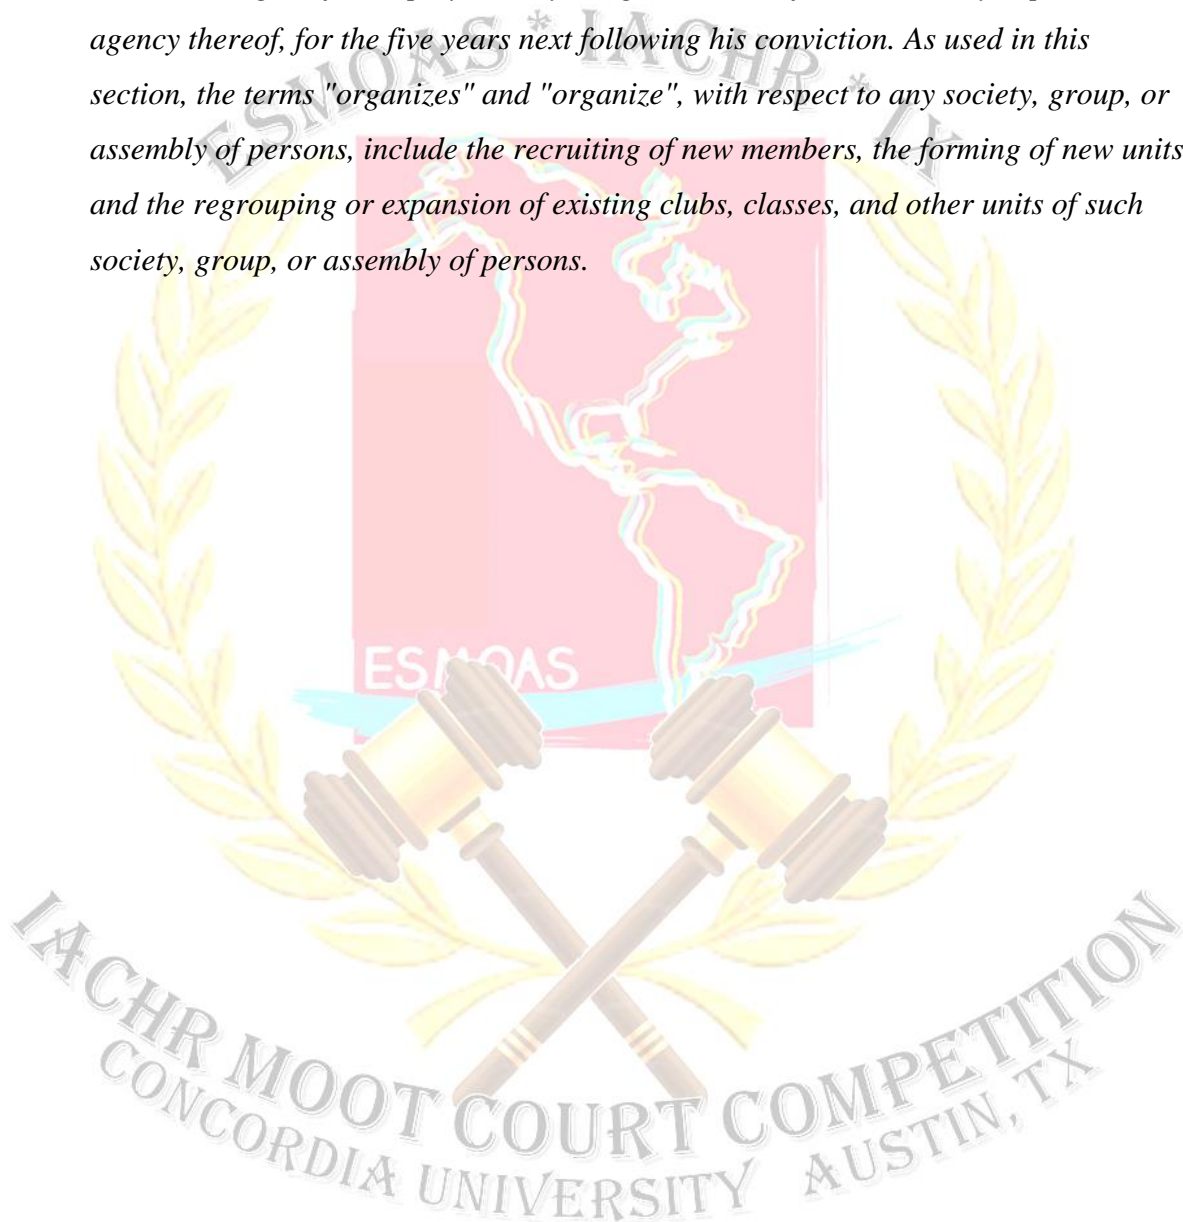 ESMOAS * IACHR * IX
agency thereof, for the five years next following his conviction. As used in this
section, the terms "organizes" and "organize", with respect to any society, group, or
assembly of persons, include the recruiting of new members, the forming of new units
and the regrouping or expansion of existing clubs, classes, and other units of such
society, group, or assembly of persons.
ESMOAS
IACHR MOOT COURT COMPETITION
CONCORDIA UNIVERSITY AUSTIN, TX